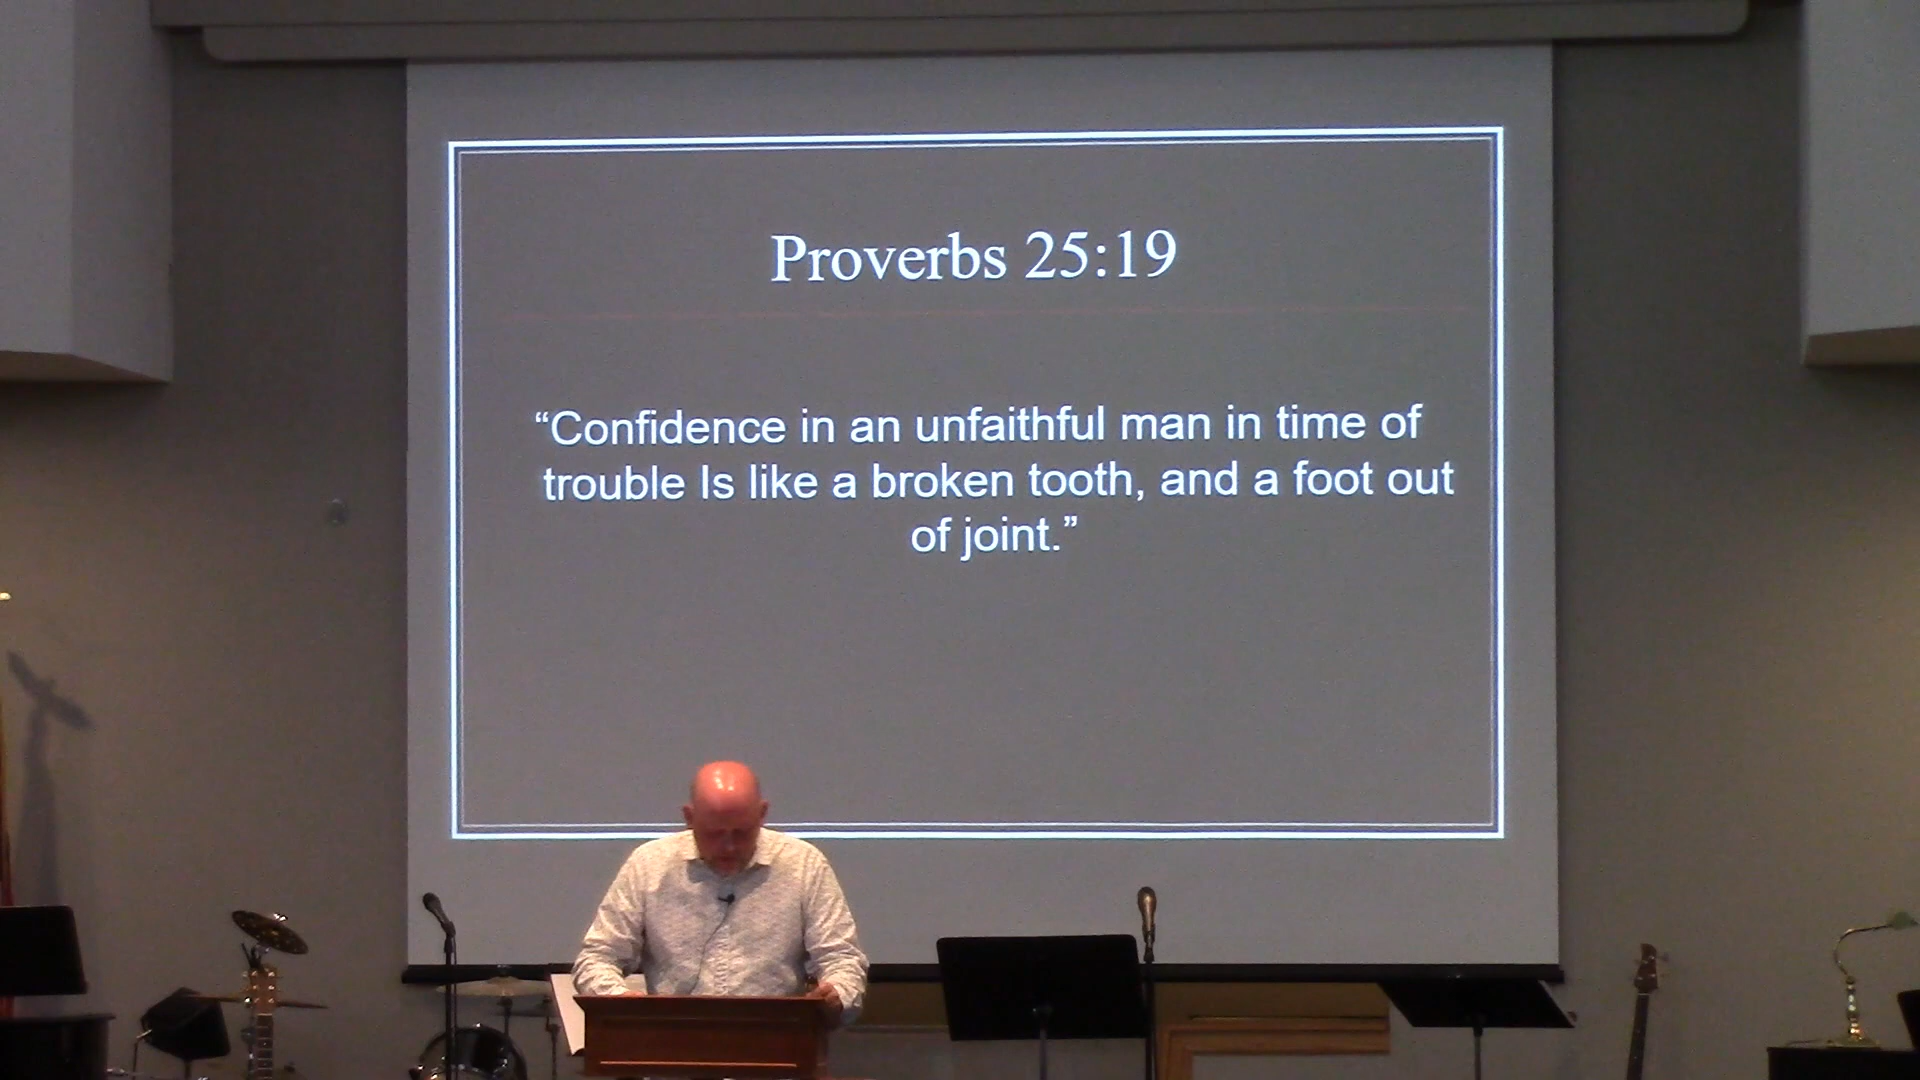 Proverbs 25:19
“Confidence in an unfaithful man in time of
trouble Is like a broken tooth, and a foot out
of joint.”